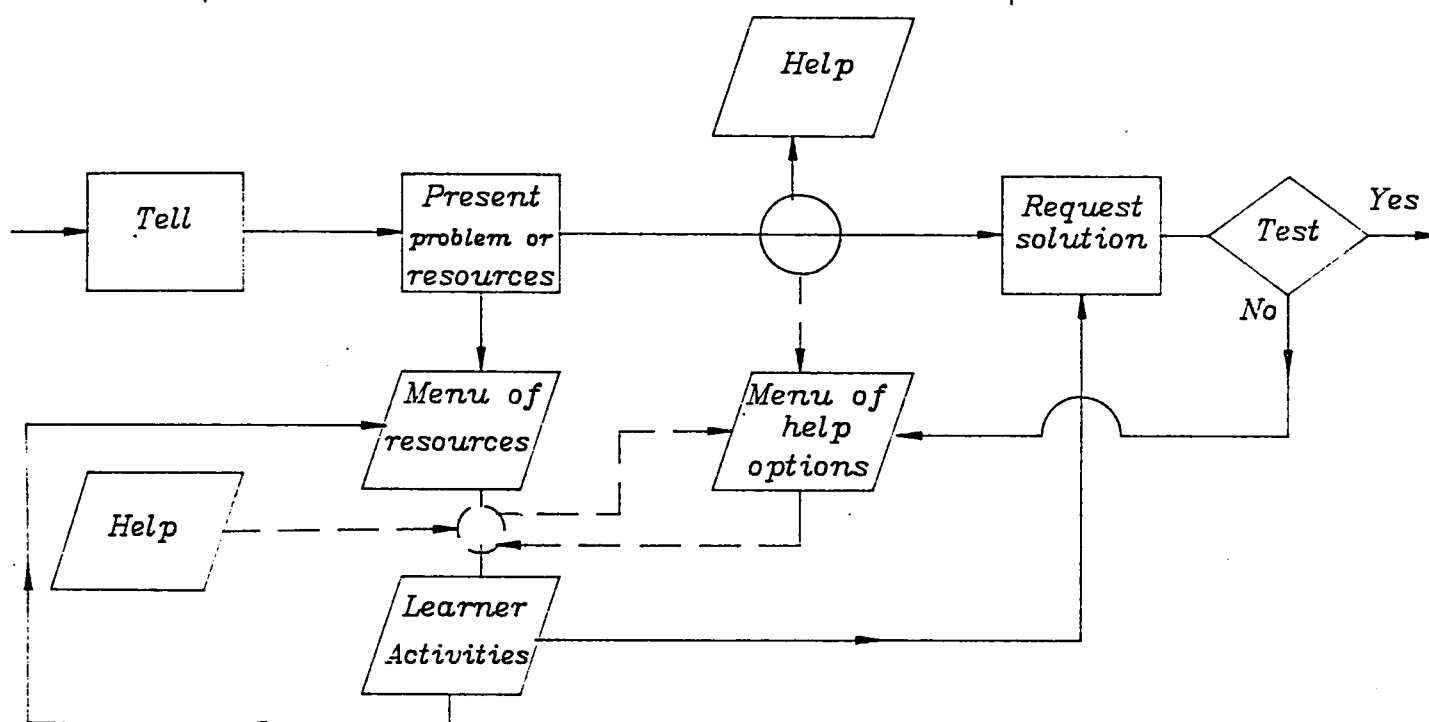 Help
Tell
Present
problem or
resources
Request
solution
Test
Yes
No
Menu of
resources
Menu of
help
options
Help
Learner
Activities